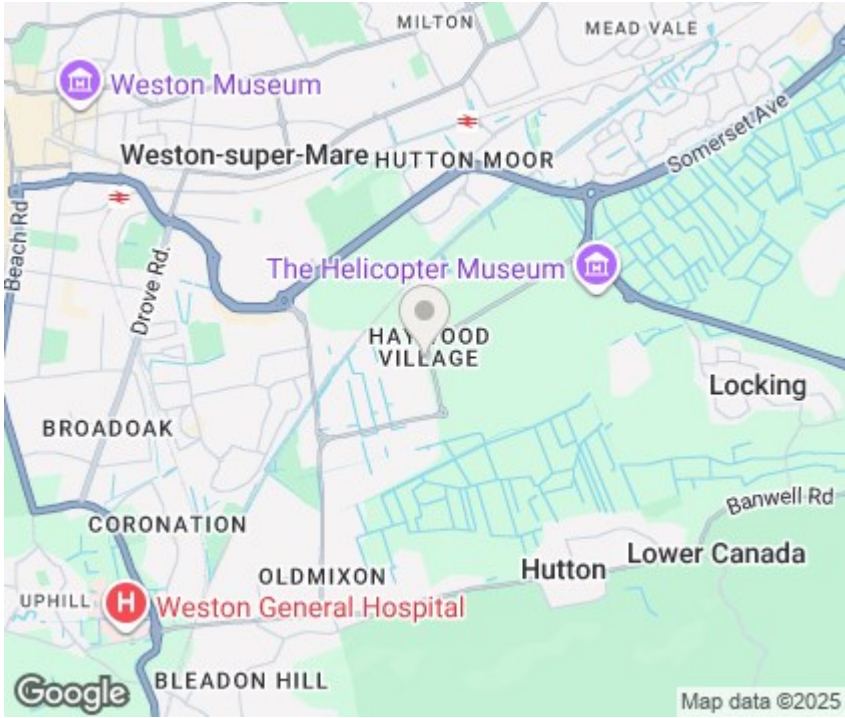 MILTON
MEAD VALE
Weston Museum
Somerset Ave
Weston-super-Mare
HUTTON MOOR
Beach Rd
Drove Rd.
The Helicopter Museum
HAYWOOD
VILLAGE
Locking
BROADOAK
Banwell Rd
CORONATION
Lower Canada
Hutton
OLDMIXON
UPHILL
H
Weston General Hospital
BLEADON HILL
Google
Map data ©2025